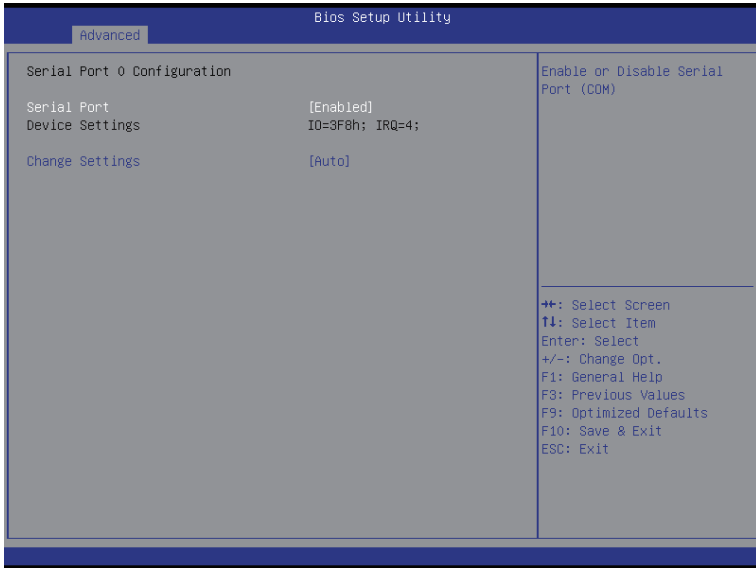 Bios Setup Utility
Advanced
Serial Port 0 Configuration
Serial Port [Enabled]
Device Settings IO=3F8h; IRQ=4;
Change Settings [Auto]
Enable or Disable Serial
Port (COM)
→←: Select Screen
↑↓: Select Item
Enter: Select
+/-: Change Opt.
F1: General Help
F3: Previous Values
F9: Optimized Defaults
F10: Save & Exit
ESC: Exit